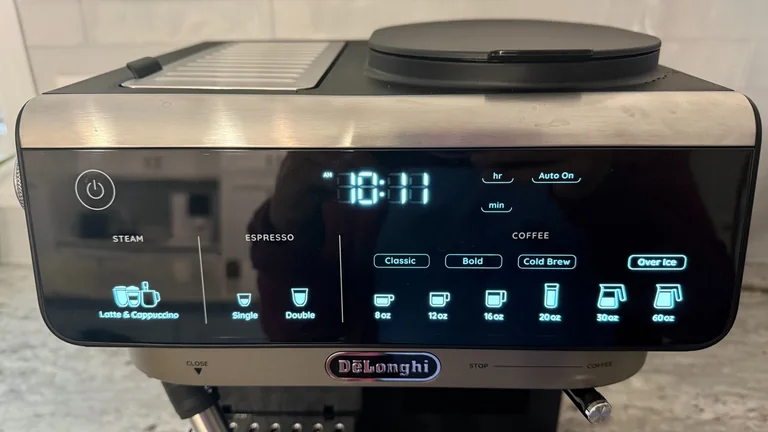 AM 10:11
hr Auto On
min
STEAM
ESPRESSO
COFFEE
Classic Bold Cold Brew Over Ice
Latte & Cappuccino
Single Double
8oz 12oz 16oz 20oz 30oz 60oz
CLOSE
DeLonghi
STOP COFFEE